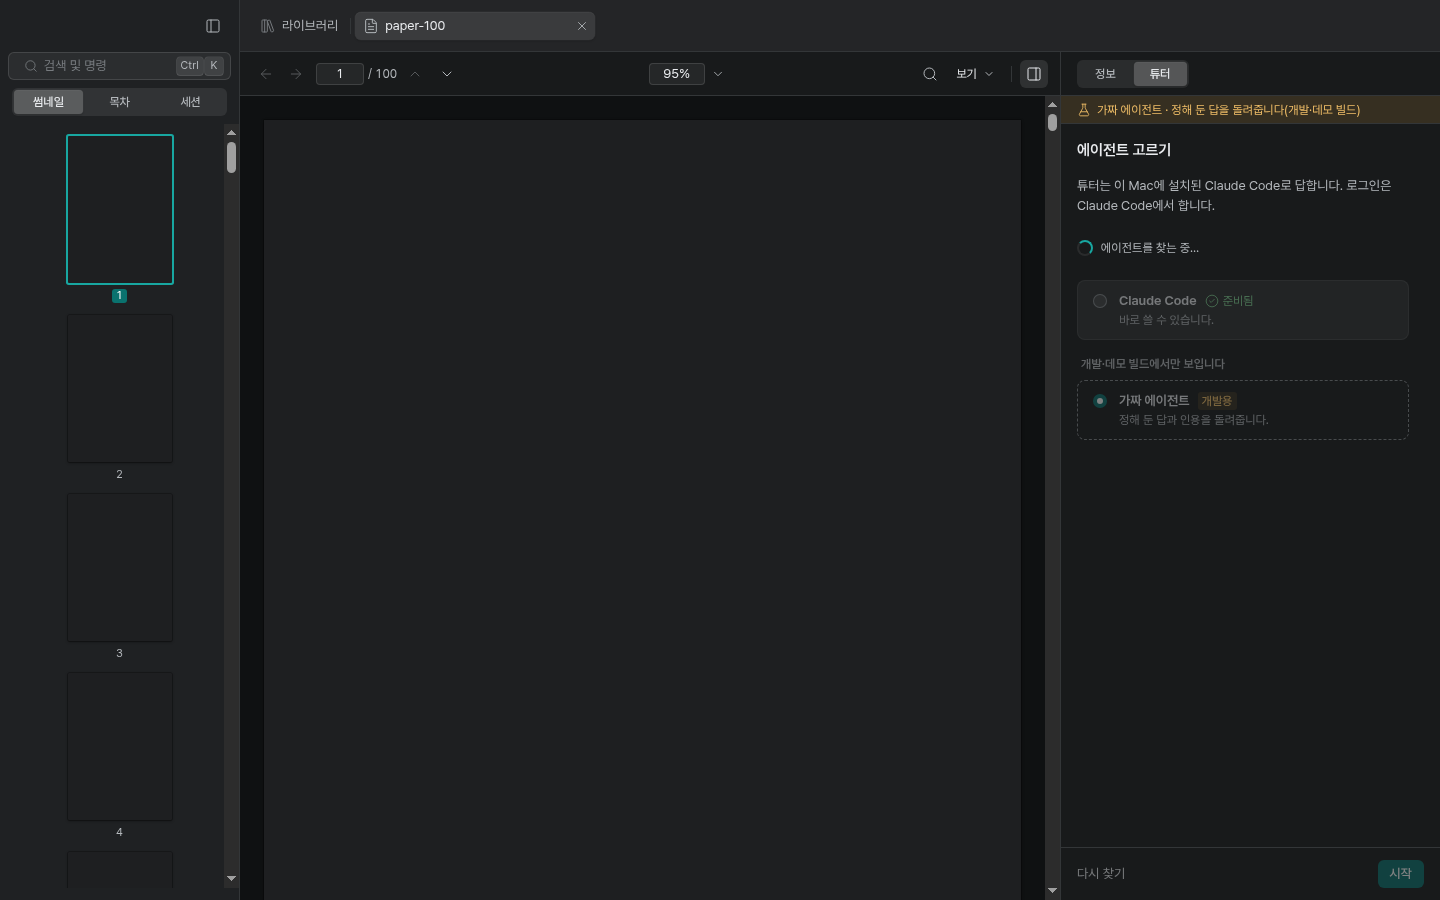 라이브러리
paper-100
검색 및 명령 Ctrl K
썸네일 목차 세션
1
2
3
4
1 / 100
95%
보기
정보 튜터
가짜 에이전트 · 정해 둔 답을 돌려줍니다(개발·데모 빌드)
에이전트 고르기
튜터는 이 Mac에 설치된 Claude Code로 답합니다. 로그인은
Claude Code에서 합니다.
에이전트를 찾는 중...
Claude Code 준비됨
바로 쓸 수 있습니다.
개발·데모 빌드에서만 보입니다
가짜 에이전트 개발용
정해 둔 답과 인용을 돌려줍니다.
다시 찾기
시작